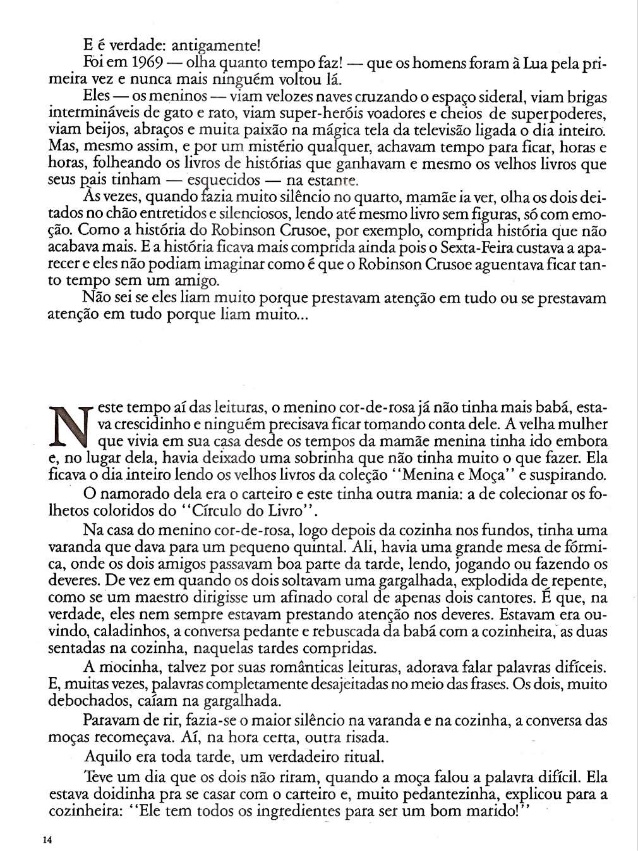 E é verdade: antigamente!
Foi em 1969 — olha quanto tempo faz! — que os homens foram à Lua pela pri-
meira vez e nunca mais ninguém voltou lá.
Eles — os meninos — viam velozes naves cruzando o espaço sideral, viam brigas
intermináveis de gato e rato, viam super-heróis voadores e cheios de superpoderes,
viam beijos, abraços e muita paixão na mágica tela da televisão ligada o dia inteiro.
Mas, mesmo assim, e por um mistério qualquer, achavam tempo para ficar, horas e
horas, folheando os livros de histórias que ganhavam e mesmo os velhos livros que
seus pais tinham — esquecidos — na estante.
Às vezes, quando fazia muito silêncio no quarto, mamãe ia ver, olha os dois dei-
tados no chão entretidos e silenciosos, lendo até mesmo livro sem figuras, só com emo-
ção. Como a história do Robinson Crusoe, por exemplo, comprida história que não
acabava mais. E a história ficava mais comprida ainda pois o Sexta-Feira custava a apa-
recer e eles não podiam imaginar como é que o Robinson Crusoe aguentava ficar tan-
to tempo sem um amigo.
Não sei se eles liam muito porque prestavam atenção em tudo ou se prestavam
atenção em tudo porque liam muito...
Neste tempo aí das leituras, o menino cor-de-rosa já não tinha mais babá, esta-
va crescidinho e ninguém precisava ficar tomando conta dele. A velha mulher
que vivia em sua casa desde os tempos da mamãe menina tinha ido embora
e, no lugar dela, havia deixado uma sobrinha que não tinha muito o que fazer. Ela
ficava o dia inteiro lendo os velhos livros da coleção "Menina e Moça" e suspirando.
O namorado dela era o carteiro e este tinha outra mania: a de colecionar os fo-
lhetos coloridos do "Círculo do Livro".
Na casa do menino cor-de-rosa, logo depois da cozinha nos fundos, tinha uma
varanda que dava para um pequeno quintal. Ali, havia uma grande mesa de fórmi-
ca, onde os dois amigos passavam boa parte da tarde, lendo, jogando ou fazendo os
deveres. De vez em quando os dois soltavam uma gargalhada, explodida de repente,
como se um maestro dirigisse um afinado coral de apenas dois cantores. É que, na
verdade, eles nem sempre estavam prestando atenção nos deveres. Estavam era ou-
vindo, caladinhos, a conversa pedante e rebuscada da babá com a cozinheira, as duas
sentadas na cozinha, naquelas tardes compridas.
A mocinha, talvez por suas românticas leituras, adorava falar palavras difíceis.
E, muitas vezes, palavras completamente desajeitadas no meio das frases. Os dois, muito
debochados, caíam na gargalhada.
Paravam de rir, fazia-se o maior silêncio na varanda e na cozinha, a conversa das
moças recomeçava. Aí, na hora certa, outra risada.
Aquilo era toda tarde, um verdadeiro ritual.
Teve um dia que os dois não riram, quando a moça falou a palavra difícil. Ela
estava doidinha pra se casar com o carteiro e, muito pedantezinha, explicou para a
cozinheira: "Ele tem todos os ingredientes para ser um bom marido!"
14